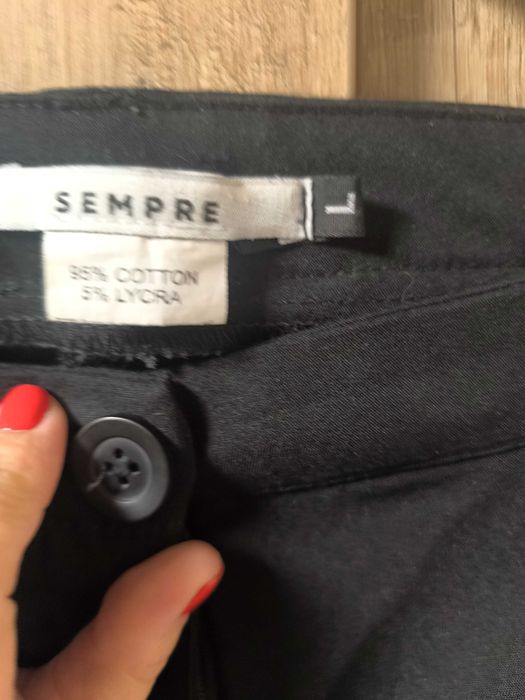 SEMPRE
L
95% COTTON
5% LYCRA